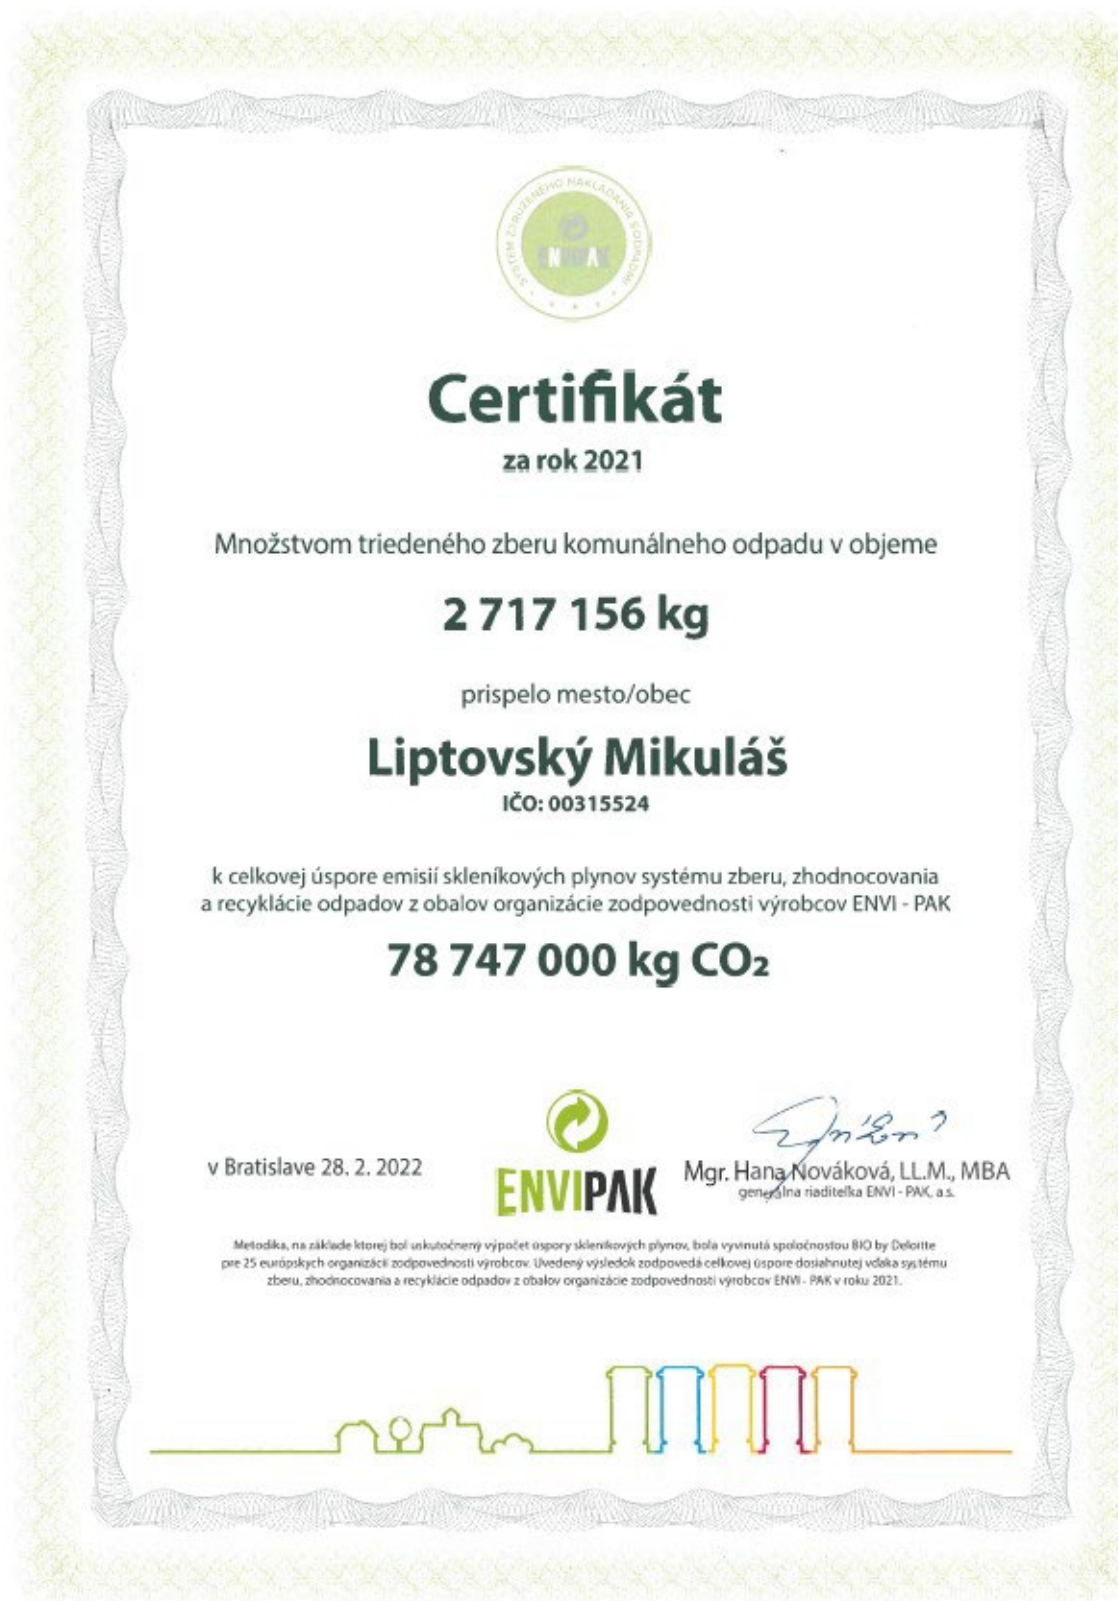 SYSTÉM ZDRUŽENÉHO NAKLADANIA S ODPADMI
ENVIPAK
Certifikát
za rok 2021
Množstvom triedeného zberu komunálneho odpadu v objeme
2 717 156 kg
prispelo mesto/obec
Liptovský Mikuláš
IČO: 00315524
k celkovej úspore emisií skleníkových plynov systému zberu, zhodnocovania
a recyklácie odpadov z obalov organizácie zodpovednosti výrobcov ENVI - PAK
78 747 000 kg CO₂
v Bratislave 28. 2. 2022
ENVIPAK
Mgr. Hana Nováková, LL.M., MBA
generálna riaditeľka ENVI - PAK, a.s.
Metodika, na základe ktorej bol uskutočnený výpočet úspory skleníkových plynov, bola vyvinutá spoločnosťou BIO by Deloitte
pre 25 európskych organizácií zodpovednosti výrobcov. Uvedený výsledok zodpovedá celkovej úspore dosiahnutej vďaka systému
zberu, zhodnocovania a recyklácie odpadov z obalov organizácie zodpovednosti výrobcov ENVI - PAK v roku 2021.